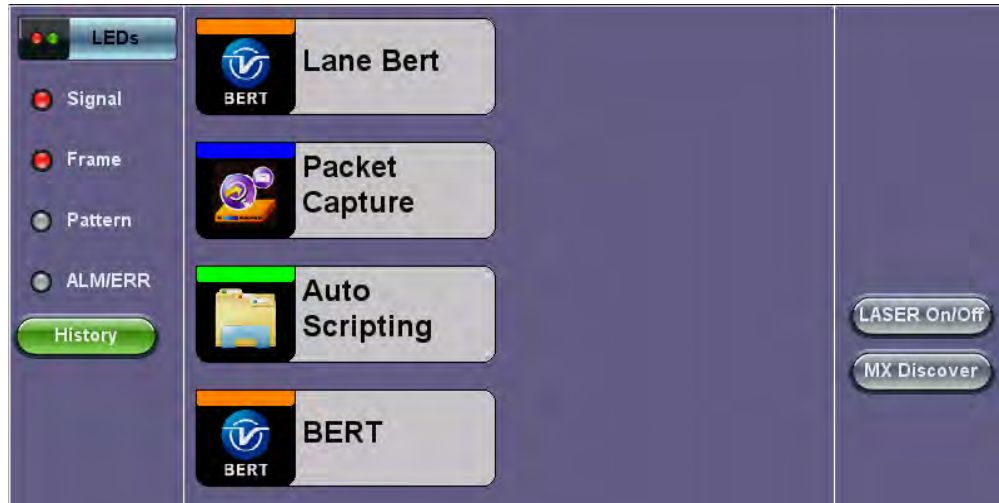 LEDs
Signal
Frame
Pattern
ALM/ERR
History
BERT
Lane Bert
Packet
Capture
Auto
Scripting
BERT
BERT
LASER On/Off
MX Discover